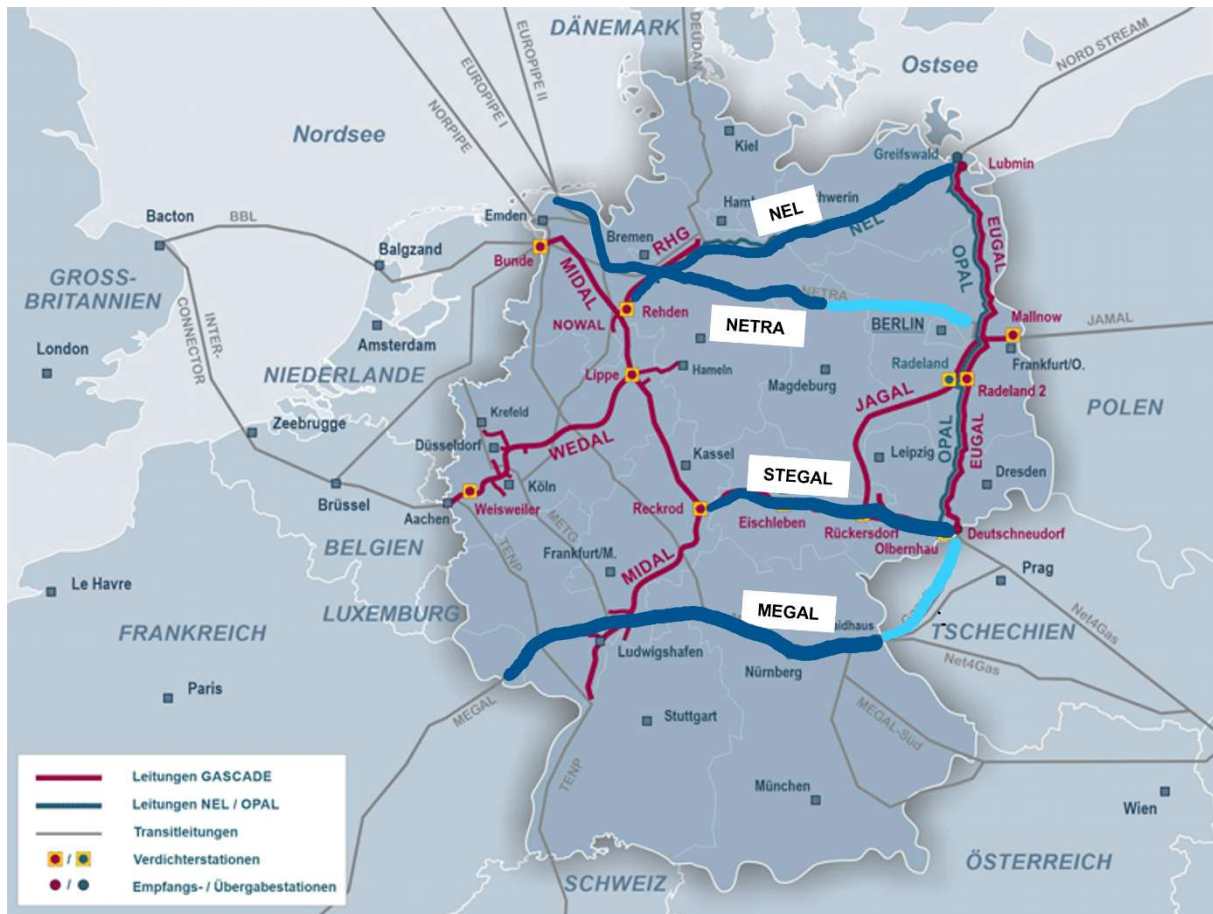 DÄNEMARK
DEUDAN
EUROPIPE II
EUROPIPE I
NORPIPE
Ostsee
NORD STREAM
Nordsee
Kiel
Greifswald
Lubmin
Bacton
BBL
Balgzand
Emden
Bunde
Bremen
RHG
NEL
NEL
EUGAL
OPAL
GROSS-
BRITANNIEN
INTER-
CONNECTOR
MIDAL
NOWAL
Rehden
NETRA
NETRA
BERLIN
Mallnow
JAMAL
Frankfurt/O.
London
Amsterdam
NIEDERLANDE
Lippe
Hameln
Magdeburg
Radeland
Radeland 2
JAGAL
POLEN
Zeebrugge
Krefeld
Düsseldorf
WEDAL
Kassel
STEGAL
Leipzig
OPAL
EUGAL
Dresden
Brüssel
Köln
Aachen
Weisweiler
Reckrod
Eischleben
Rückersdorf
Olbernhau
Deutschneudorf
BELGIEN
METG
TENP
Frankfurt/M.
MIDAL
Prag
Le Havre
LUXEMBURG
MEGAL
TSCHECHIEN
Net4Gas
FRANKREICH
Ludwigshafen
Nürnberg
Net4Gas
Paris
MEGAL
Stuttgart
MEGAL-Süd
TENP
München
Wien
SCHWEIZ
ÖSTERREICH
Leitungen GASCADE
Leitungen NEL / OPAL
Transitleitungen
/ Verdichterstationen
/ Empfangs- / Übergabestationen